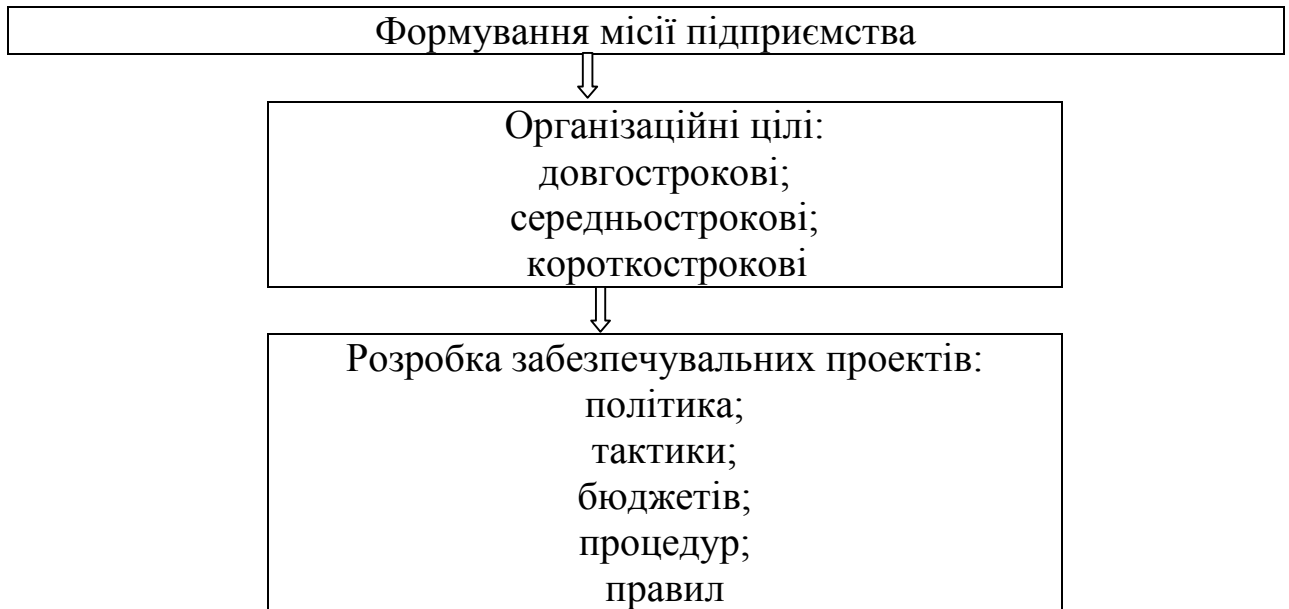 Формування місії підприємства
Організаційні цілі:
довгострокові;
середньострокові;
короткострокові
Розробка забезпечувальних проектів:
політика;
тактики;
бюджетів;
процедур;
правил